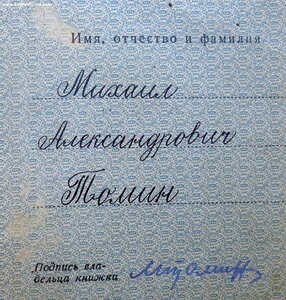 Имя, отчество и фамилия
Михаил
Александрович
Томин
Подпись вла-
дельца книжки